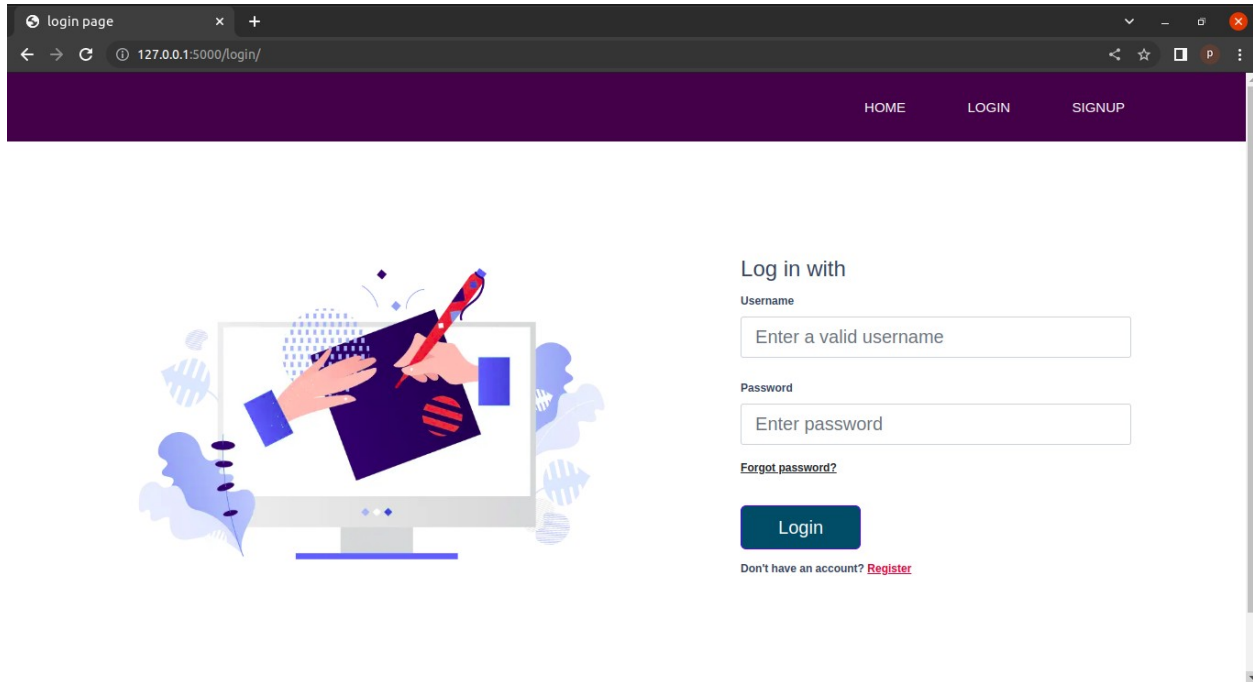 login page
127.0.0.1:5000/login/
P
HOME LOGIN SIGNUP
Log in with
Username
Enter a valid username
Password
Enter password
Forgot password?
Login
Don't have an account? Register